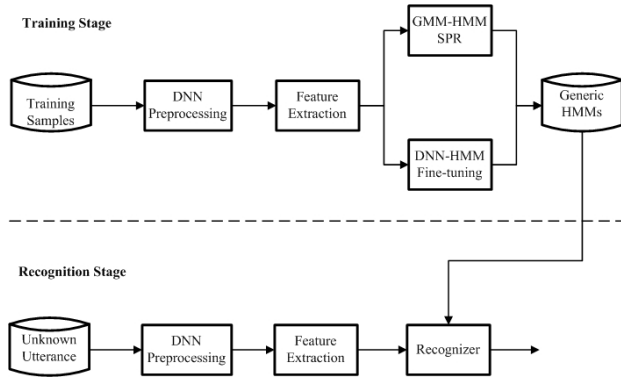 Training Stage
GMM-HMM
SPR
Training
Samples
DNN
Preprocessing
Feature
Extraction
Generic
HMMs
DNN-HMM
Fine-tuning
Recognition Stage
Unknown
Utterance
DNN
Preprocessing
Feature
Extraction
Recognizer